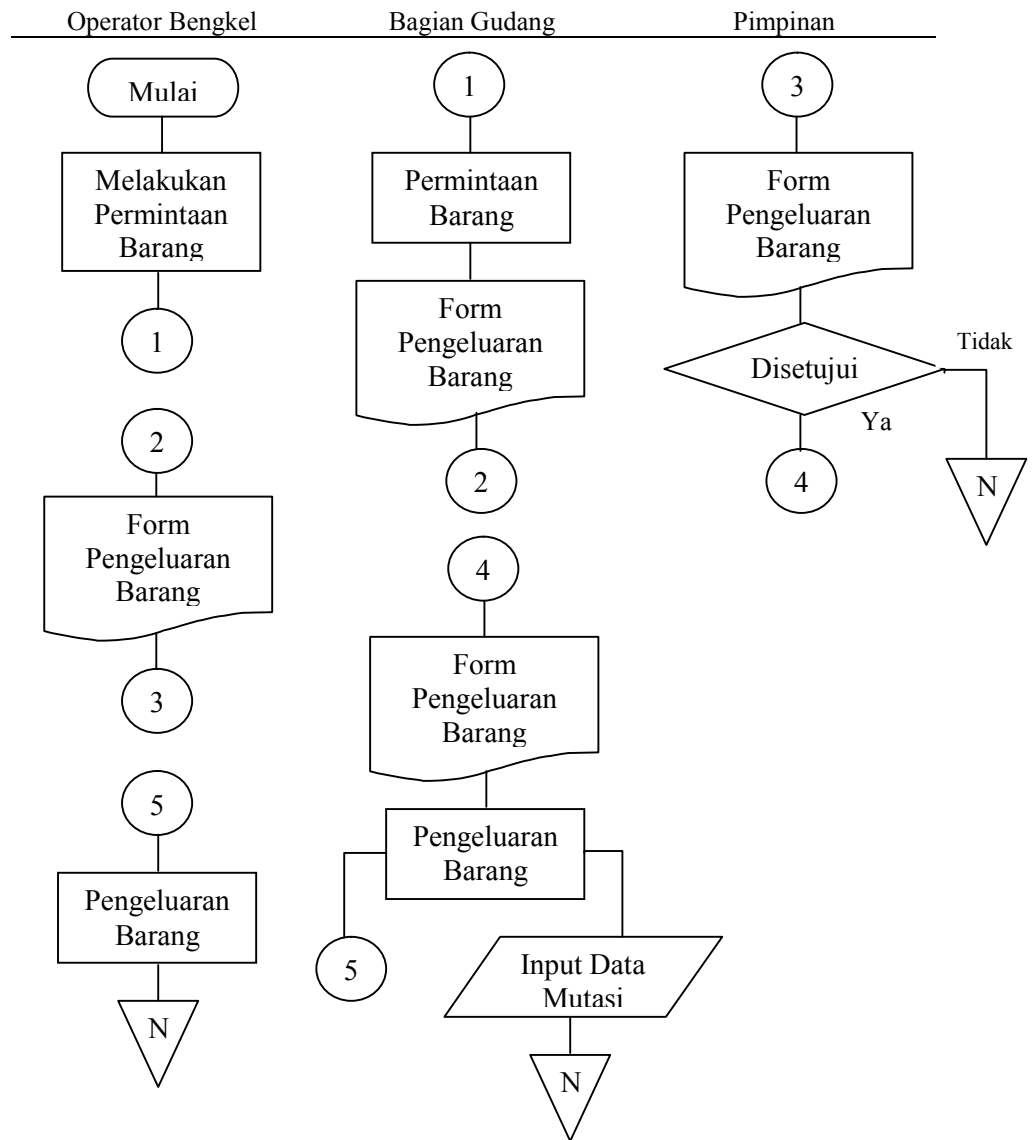 Operator Bengkel
Bagian Gudang
Pimpinan
Mulai
Melakukan
Permintaan
Barang
1
2
Form
Pengeluaran
Barang
3
5
Pengeluaran
Barang
N
1
Permintaan
Barang
Form
Pengeluaran
Barang
2
4
Form
Pengeluaran
Barang
Pengeluaran
Barang
5
Input Data
Mutasi
N
3
Form
Pengeluaran
Barang
Disetujui
Tidak
Ya
4
N